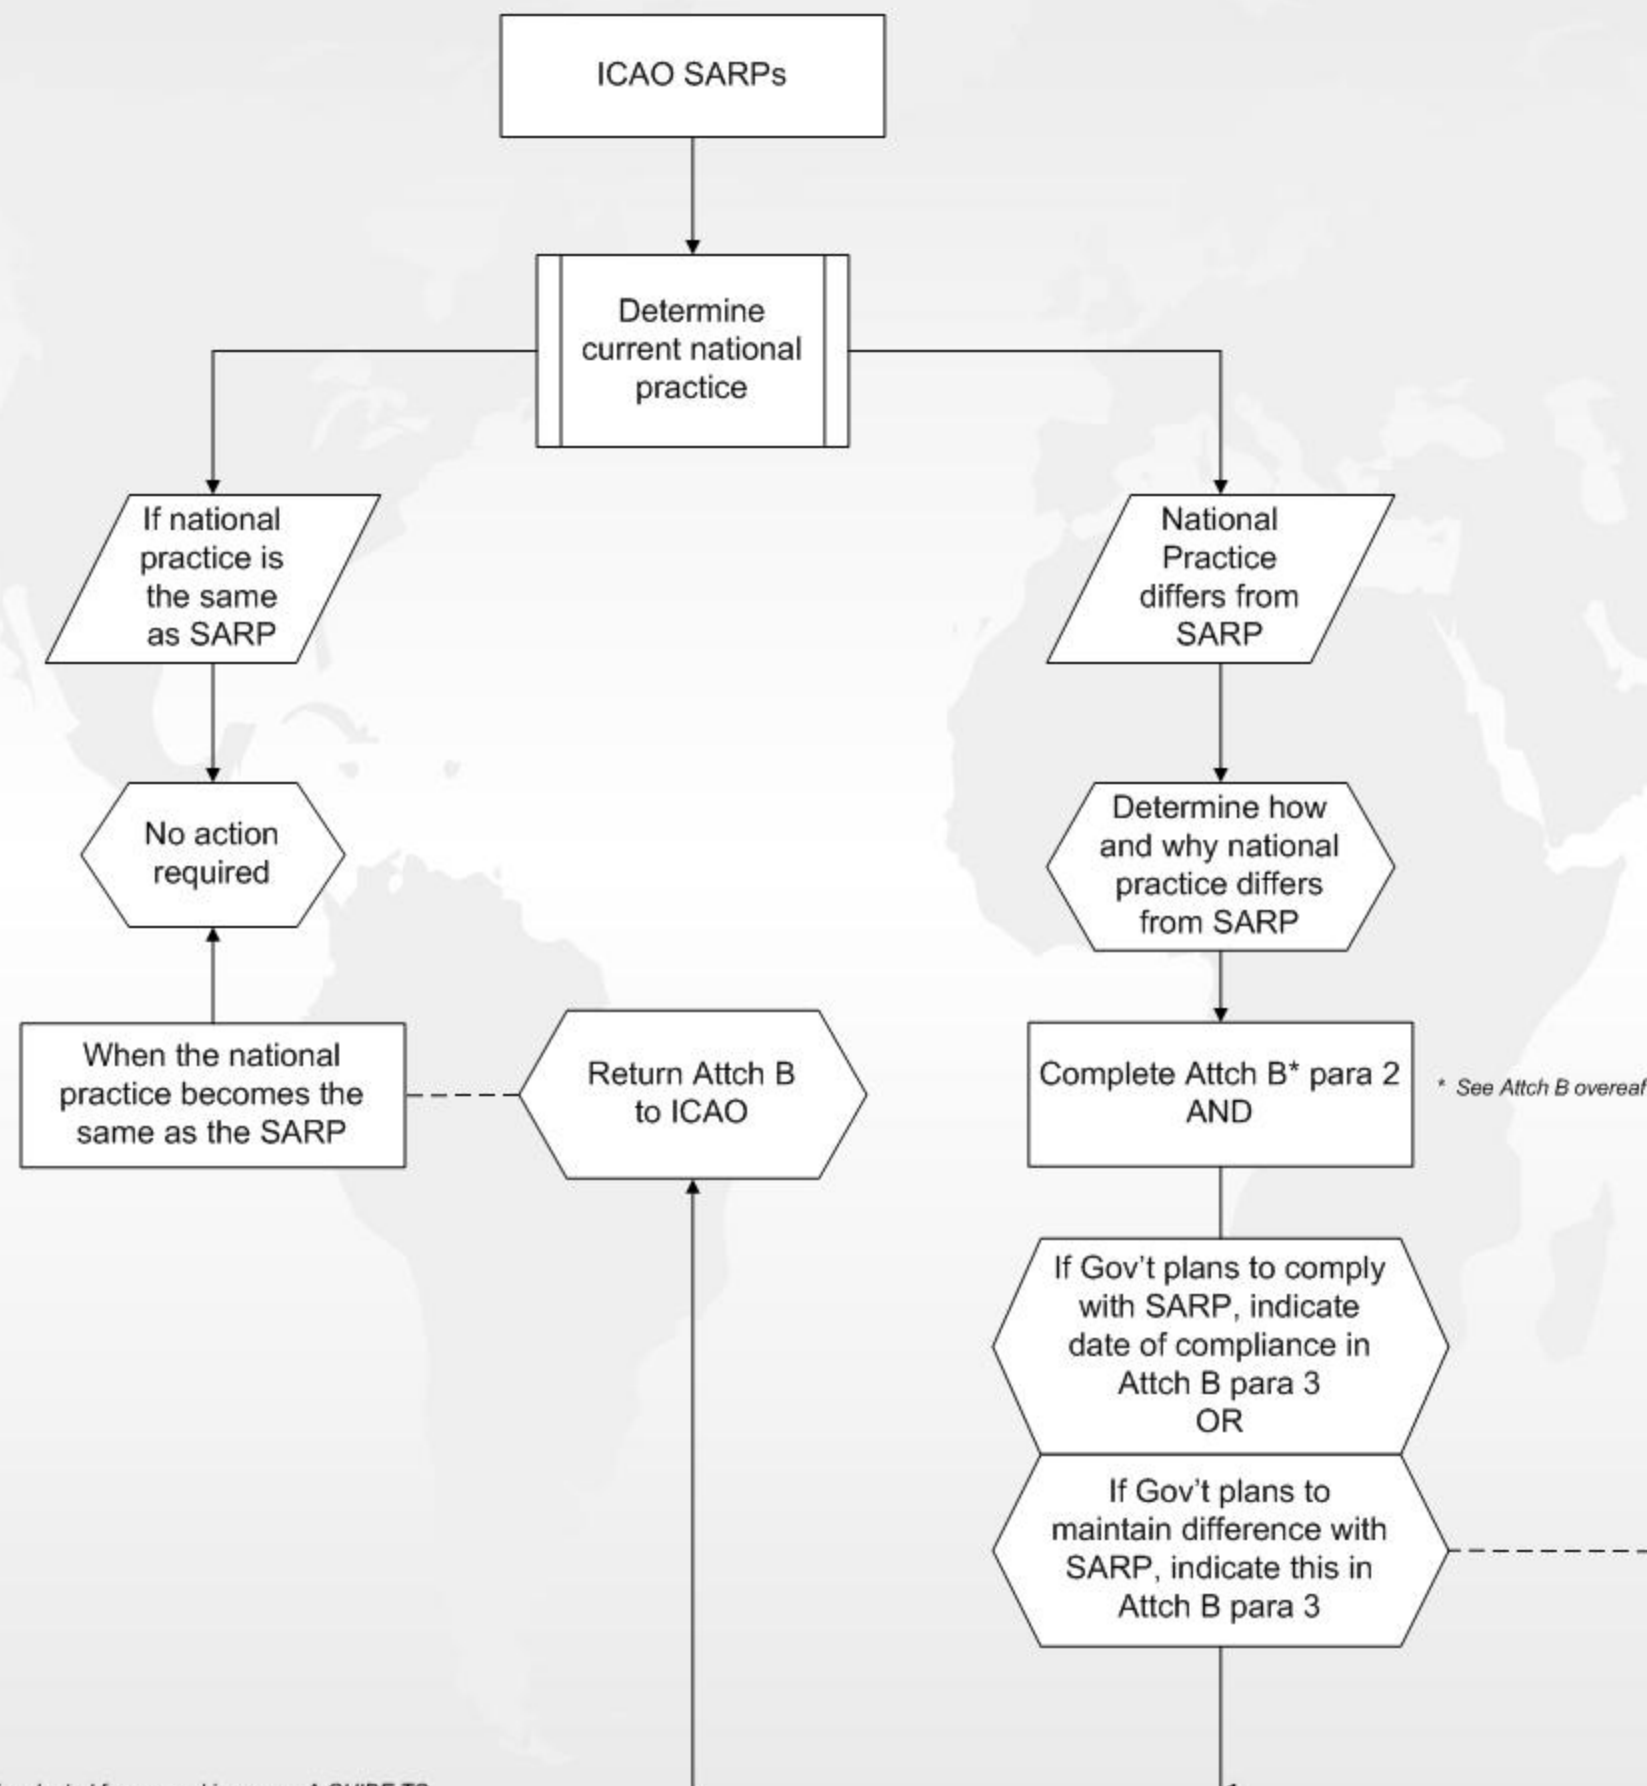 ICAO SARPs
Determine
current national
practice
If national
practice is
the same
as SARP
National
Practice
differs from
SARP
No action
required
Determine how
and why national
practice differs
from SARP
When the national
practice becomes the
same as the SARP
Return Attch B
to ICAO
Complete Attch B* para 2
AND
* See Attch B overeaf
If Gov't plans to comply
with SARP, indicate
date of compliance in
Attch B para 3
OR
If Gov't plans to
maintain difference with
SARP, indicate this in
Attch B para 3
A GUIDE TO